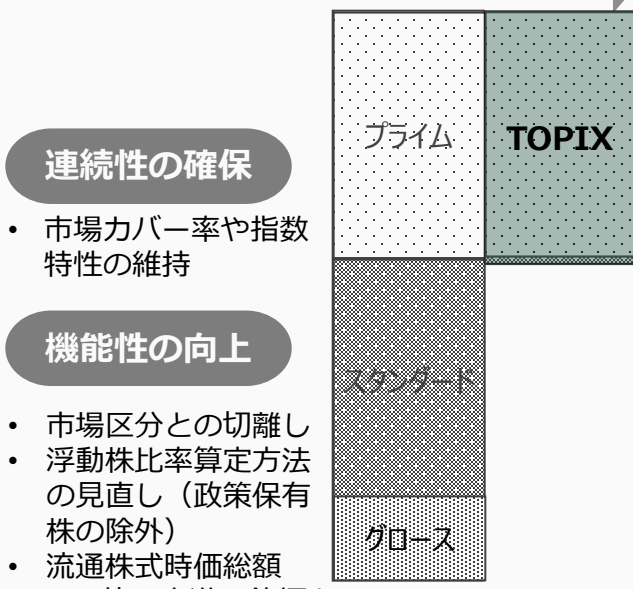 連続性の確保
• 市場カバー率や指数
特性の維持
機能性の向上
• 市場区分との切離し
• 浮動株比率算定方法
の見直し（政策保有
株の除外）
• 流通株式時価総額
プライム
TOPIX
スタンダード
グロース